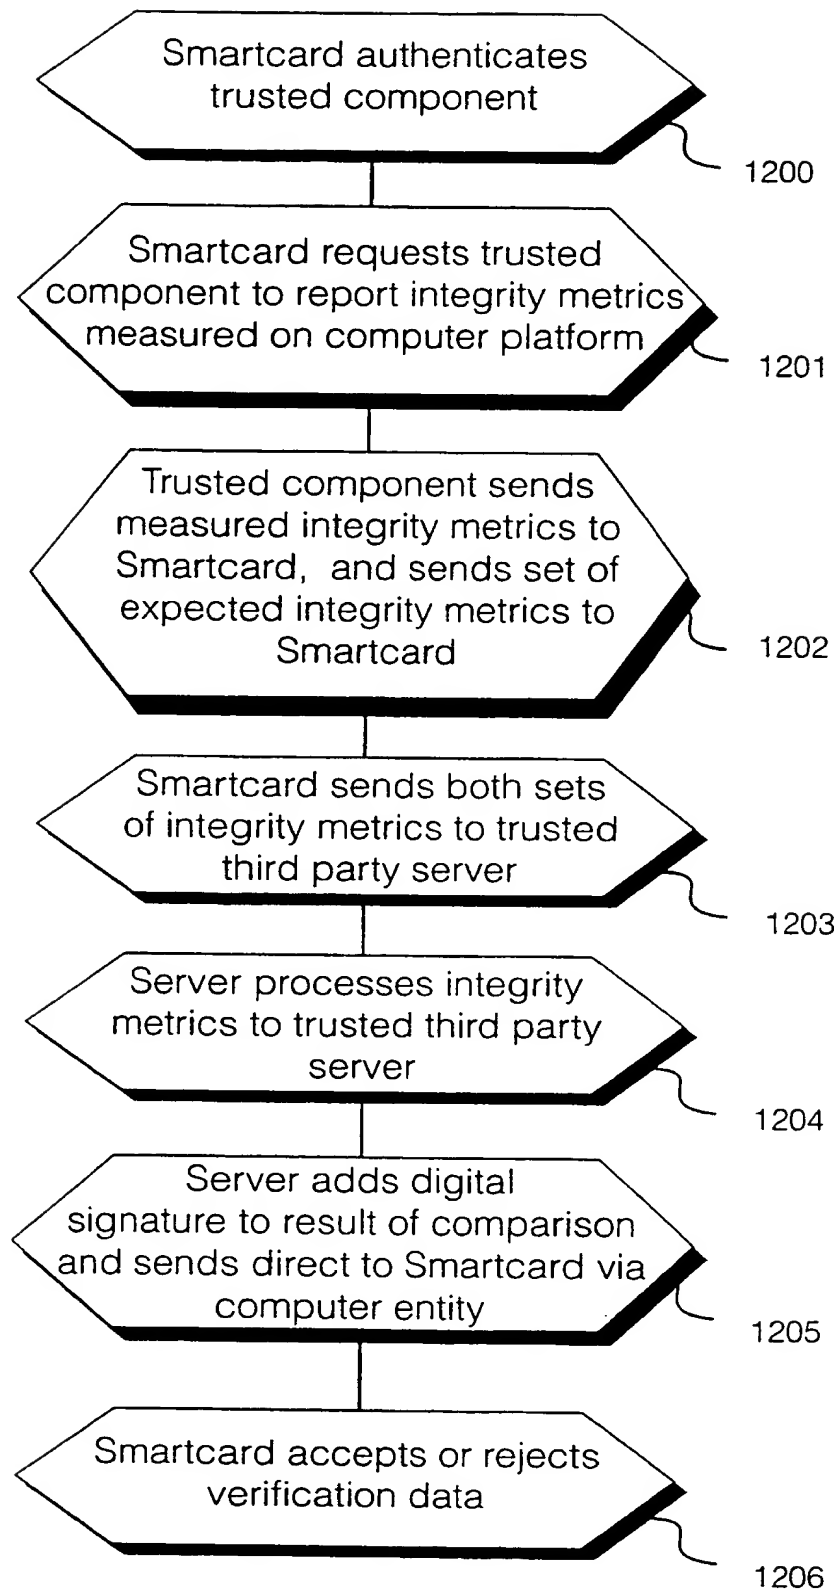 Smartcard authenticates
trusted component
1200
Smartcard requests trusted
component to report integrity metrics
measured on computer platform
1201
Trusted component sends
measured integrity metrics to
Smartcard, and sends set of
expected integrity metrics to
Smartcard
1202
Smartcard sends both sets
of integrity metrics to trusted
third party server
1203
Server processes integrity
metrics to trusted third party
server
1204
Server adds digital
signature to result of comparison
and sends direct to Smartcard via
computer entity
1205
Smartcard accepts or rejects
verification data
1206